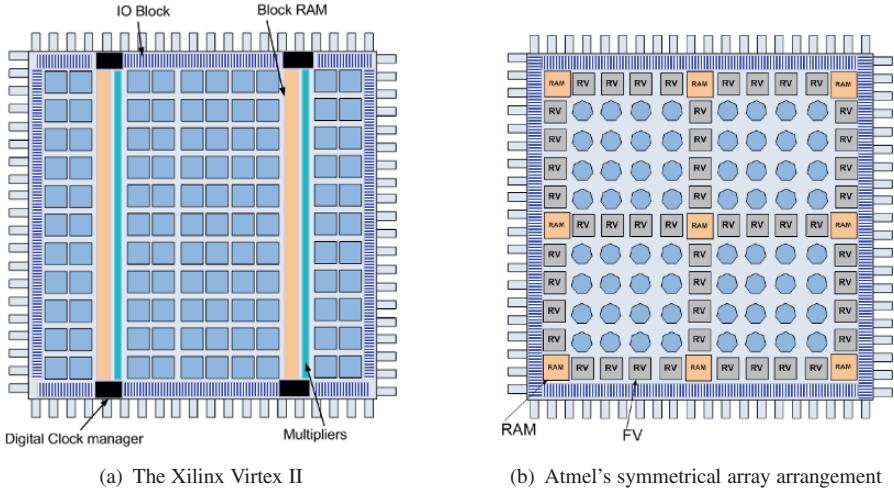 IO Block
Block RAM
Digital Clock manager
Multipliers
(a) The Xilinx Virtex II
RAM RV RV RV RV RAM RV RV RV RV RAM
RV RV RV
RV RV RV
RV RV RV
RV RV RV
RAM RV RV RV RV RAM RV RV RV RV RAM
RV RV RV
RV RV RV
RV RV RV
RV RV RV
RAM RV RV RV RV RAM RV RV RV RV RAM
RAM
FV
(b) Atmel's symmetrical array arrangement